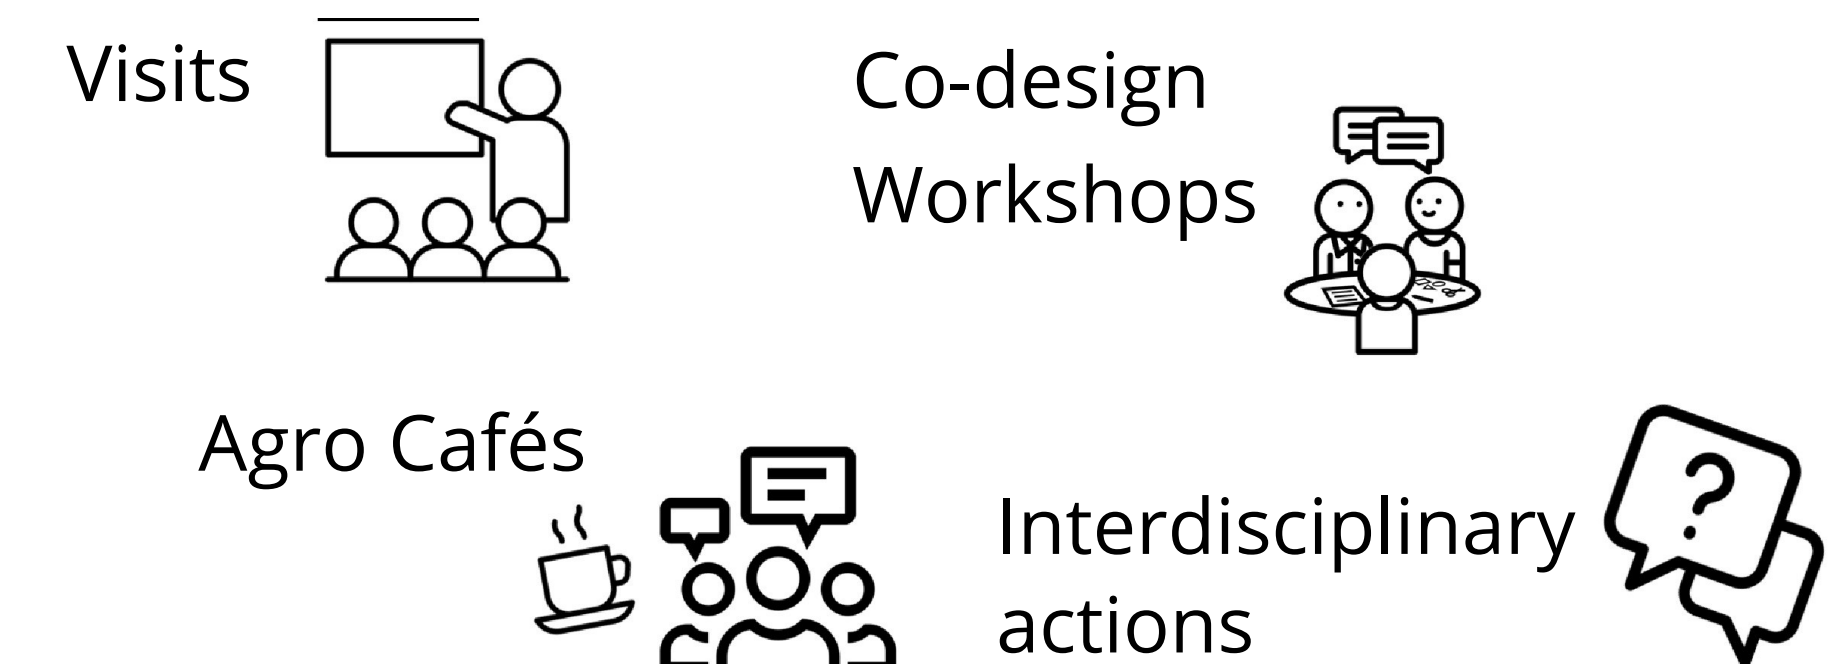 Visits
Co-design
Workshops
Agro Cafés
Interdisciplinary
actions
?